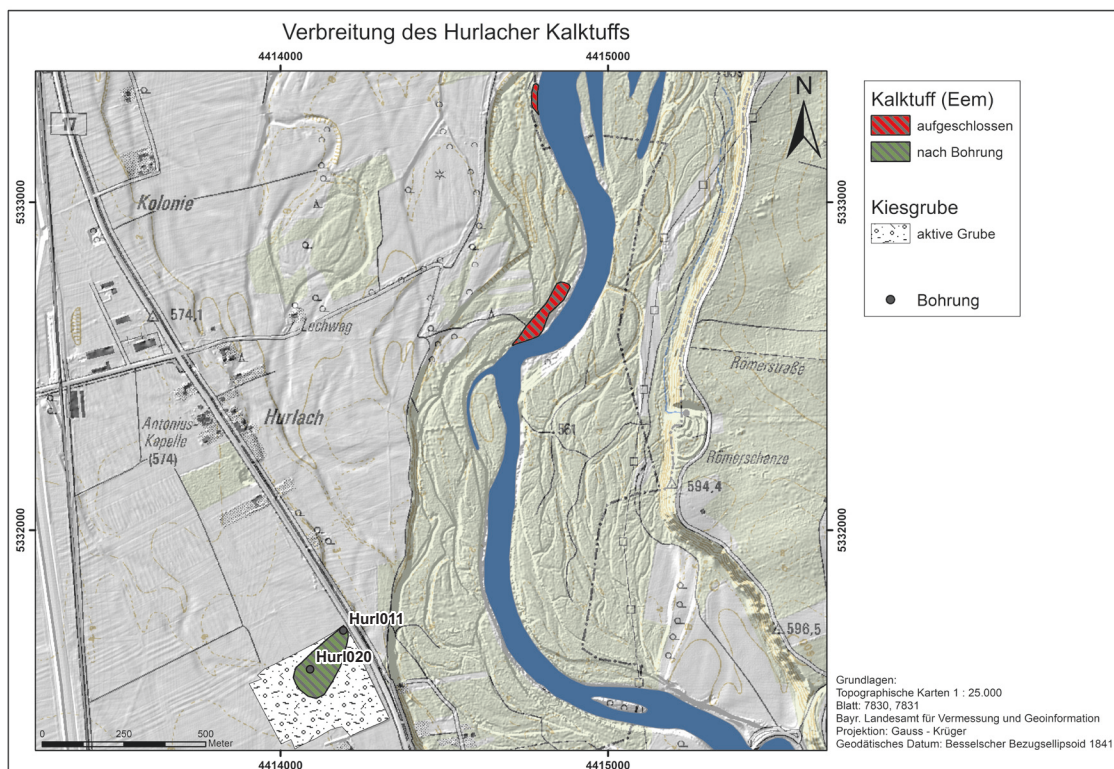 Verbreitung des Hurlacher Kalktuffs
4414000
4415000
N
17
Kolonie
5333000
5333000
574,1
Lechweg
Hurlach
Antonius-
Kapelle
(574)
561
Römerstraße
Römerschanze
594,4
5332000
5332000
Hurl011
Hurl020
596,5
0 250 500
Meter
4414000
4415000
Kalktuff (Eem)
aufgeschlossen
nach Bohrung
Kiesgrube
aktive Grube
Bohrung
Grundlagen:
Topographische Karten 1 : 25.000
Blatt: 7830, 7831
Bayr. Landesamt für Vermessung und Geoinformation
Projektion: Gauss - Krüger
Geodätisches Datum: Besselscher Bezugsellipsoid 1841